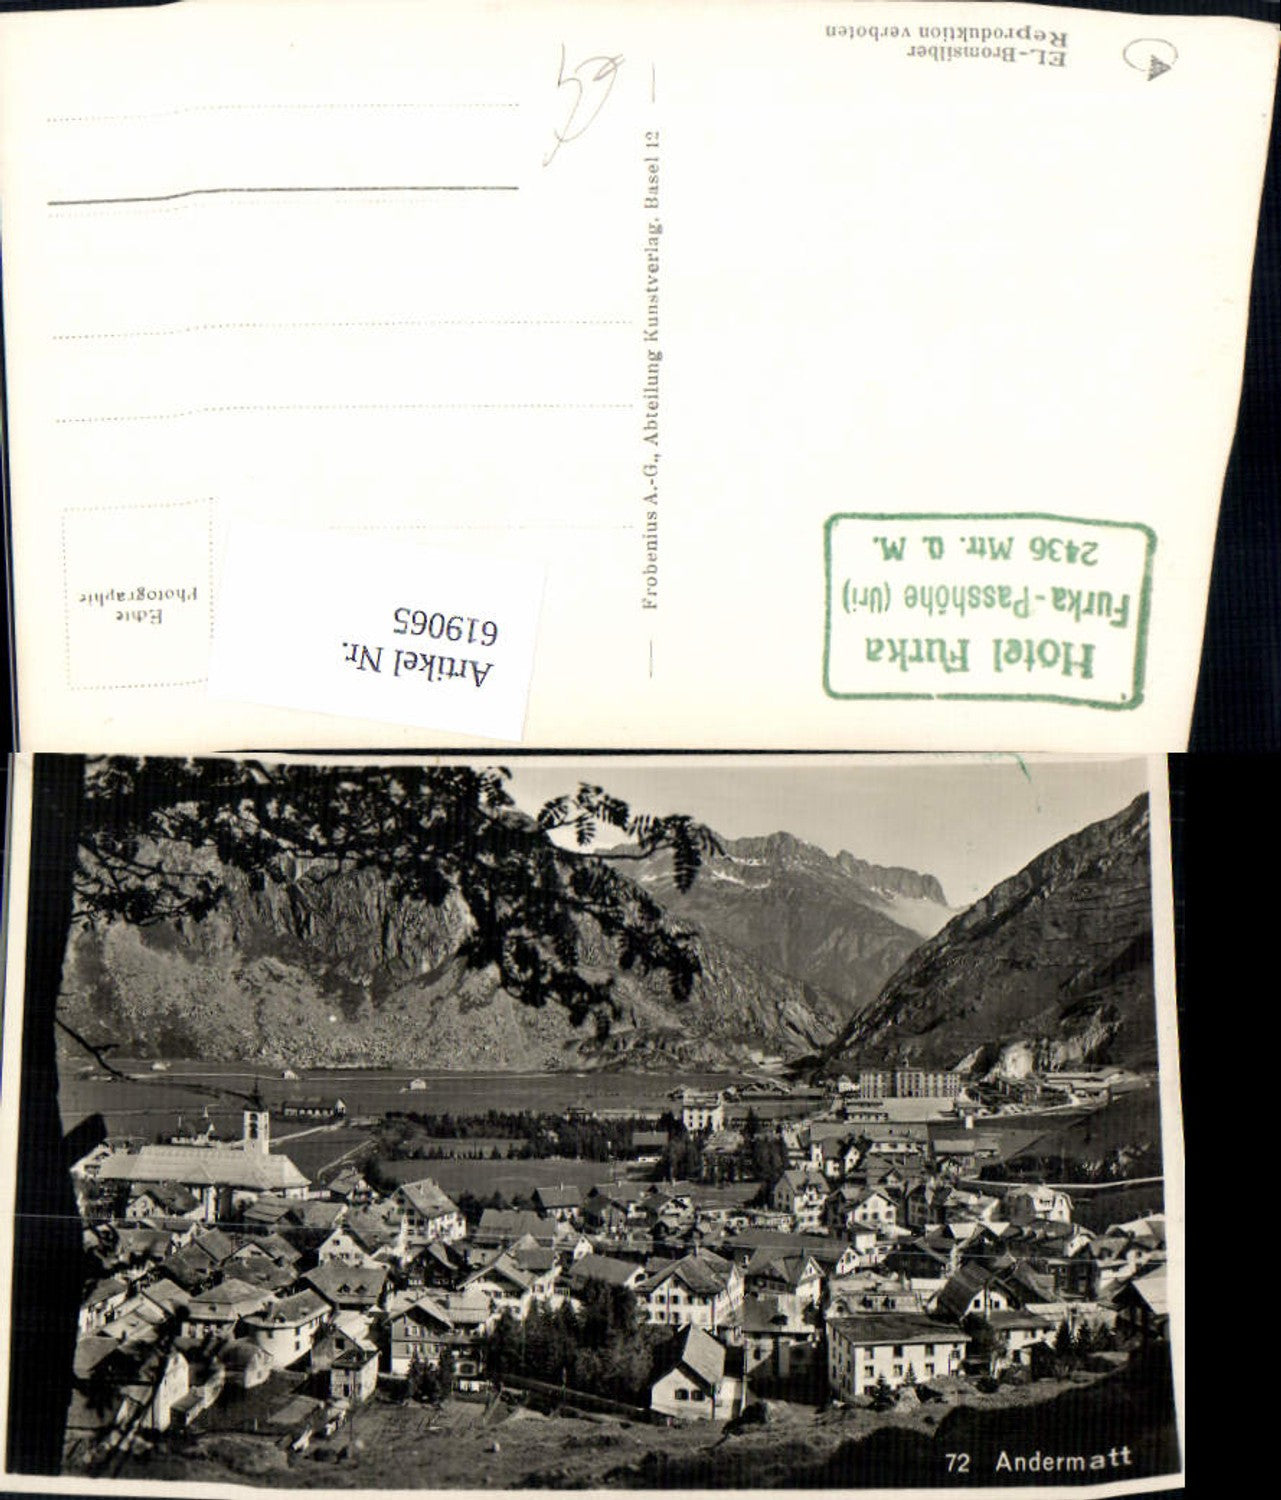 EL-Bromsilber
Reproduktion verboten
Frobenius A.-G., Abteilung Kunstverlag, Basel 12
Hotel Furka
Furka-Passhöhe (Uri)
2436 Mtr. ü. M.
Echte
Photographie
Artikel Nr.
619065
72 Andermatt